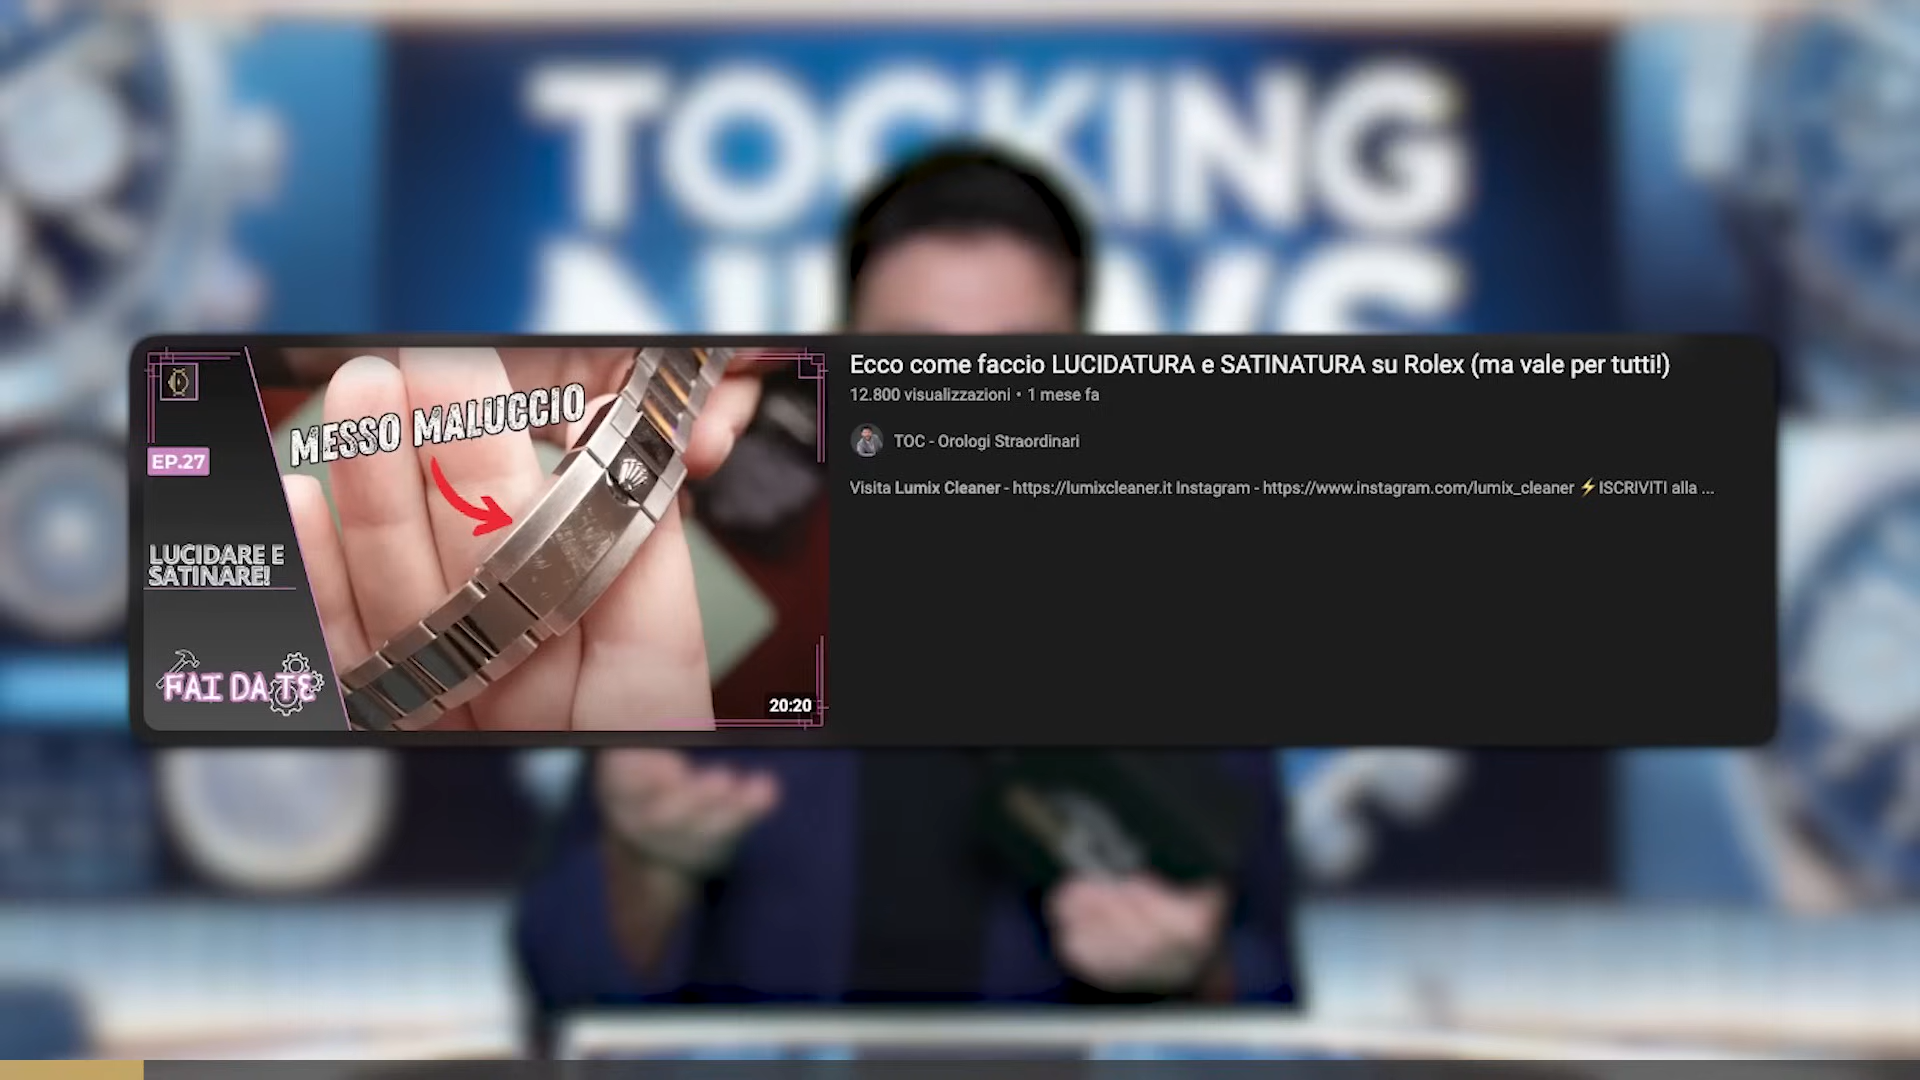 TOCKING
NEWS
MESSO MALUCCIO
EP.27
LUCIDARE E
SATINARE!
FAI DA TE
20:20
Ecco come faccio LUCIDATURA e SATINATURA su Rolex (ma vale per tutti!)
12.800 visualizzazioni • 1 mese fa
TOC - Orologi Straordinari
Visita Lumix Cleaner - https://lumixcleaner.it Instagram - https://www.instagram.com/lumix_cleaner ⚡ISCRIVITI alla ...